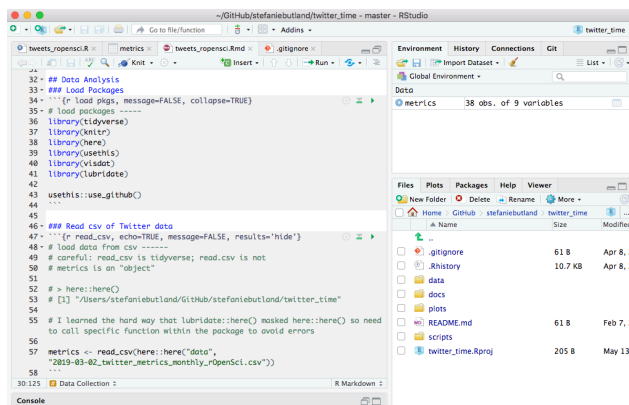 ~/GitHub/stefaniebutland/twitter_time - master - RStudio
Go to file/function
Addins
twitter_time
tweets_ropensci.R
metrics
tweets_ropensci.Rmd
.gitignore
Knit
Insert
Run
32 ## Data Analysis
33 ### Load Packages
34 ```{r load pkgs, message=FALSE, collapse=TRUE}
35 # load packages -----
36 library(tidyverse)
37 library(knitr)
38 library(here)
39 library(usethis)
40 library(visdat)
41 library(lubridate)
42
43 usethis::use_github()
44 ```
45
46 ### Read csv of Twitter data
47 ```{r read_csv, echo=TRUE, message=FALSE, results='hide'}
48 # load data from csv ------
49 # careful: read_csv is tidyverse; read.csv is not
50 # metrics is an "object"
51
52 # > here::here()
53 # [1] "/Users/stefaniebutland/GitHub/stefaniebutland/twitter_time"
54
55 # I learned the hard way that lubridate::here() masked here::here() so need
to call specific function within the package to avoid errors
56
57 metrics <- read_csv(here::here("data",
"2019-03-02_twitter_metrics_monthly_rOpenSci.csv"))
58 ```
30:125 Data Collection R Markdown
Console
Environment History Connections Git
Import Dataset List
Global Environment
Data
metrics 38 obs. of 9 variables
Files Plots Packages Help Viewer
New Folder Delete Rename More
Home GitHub stefaniebutland twitter_time
Name Size Modified
..
.gitignore 61 B Apr 8,
.Rhistory 10.7 KB Apr 8,
data
docs
plots
README.md 61 B Feb 7,
scripts
twitter_time.Rproj 205 B May 13